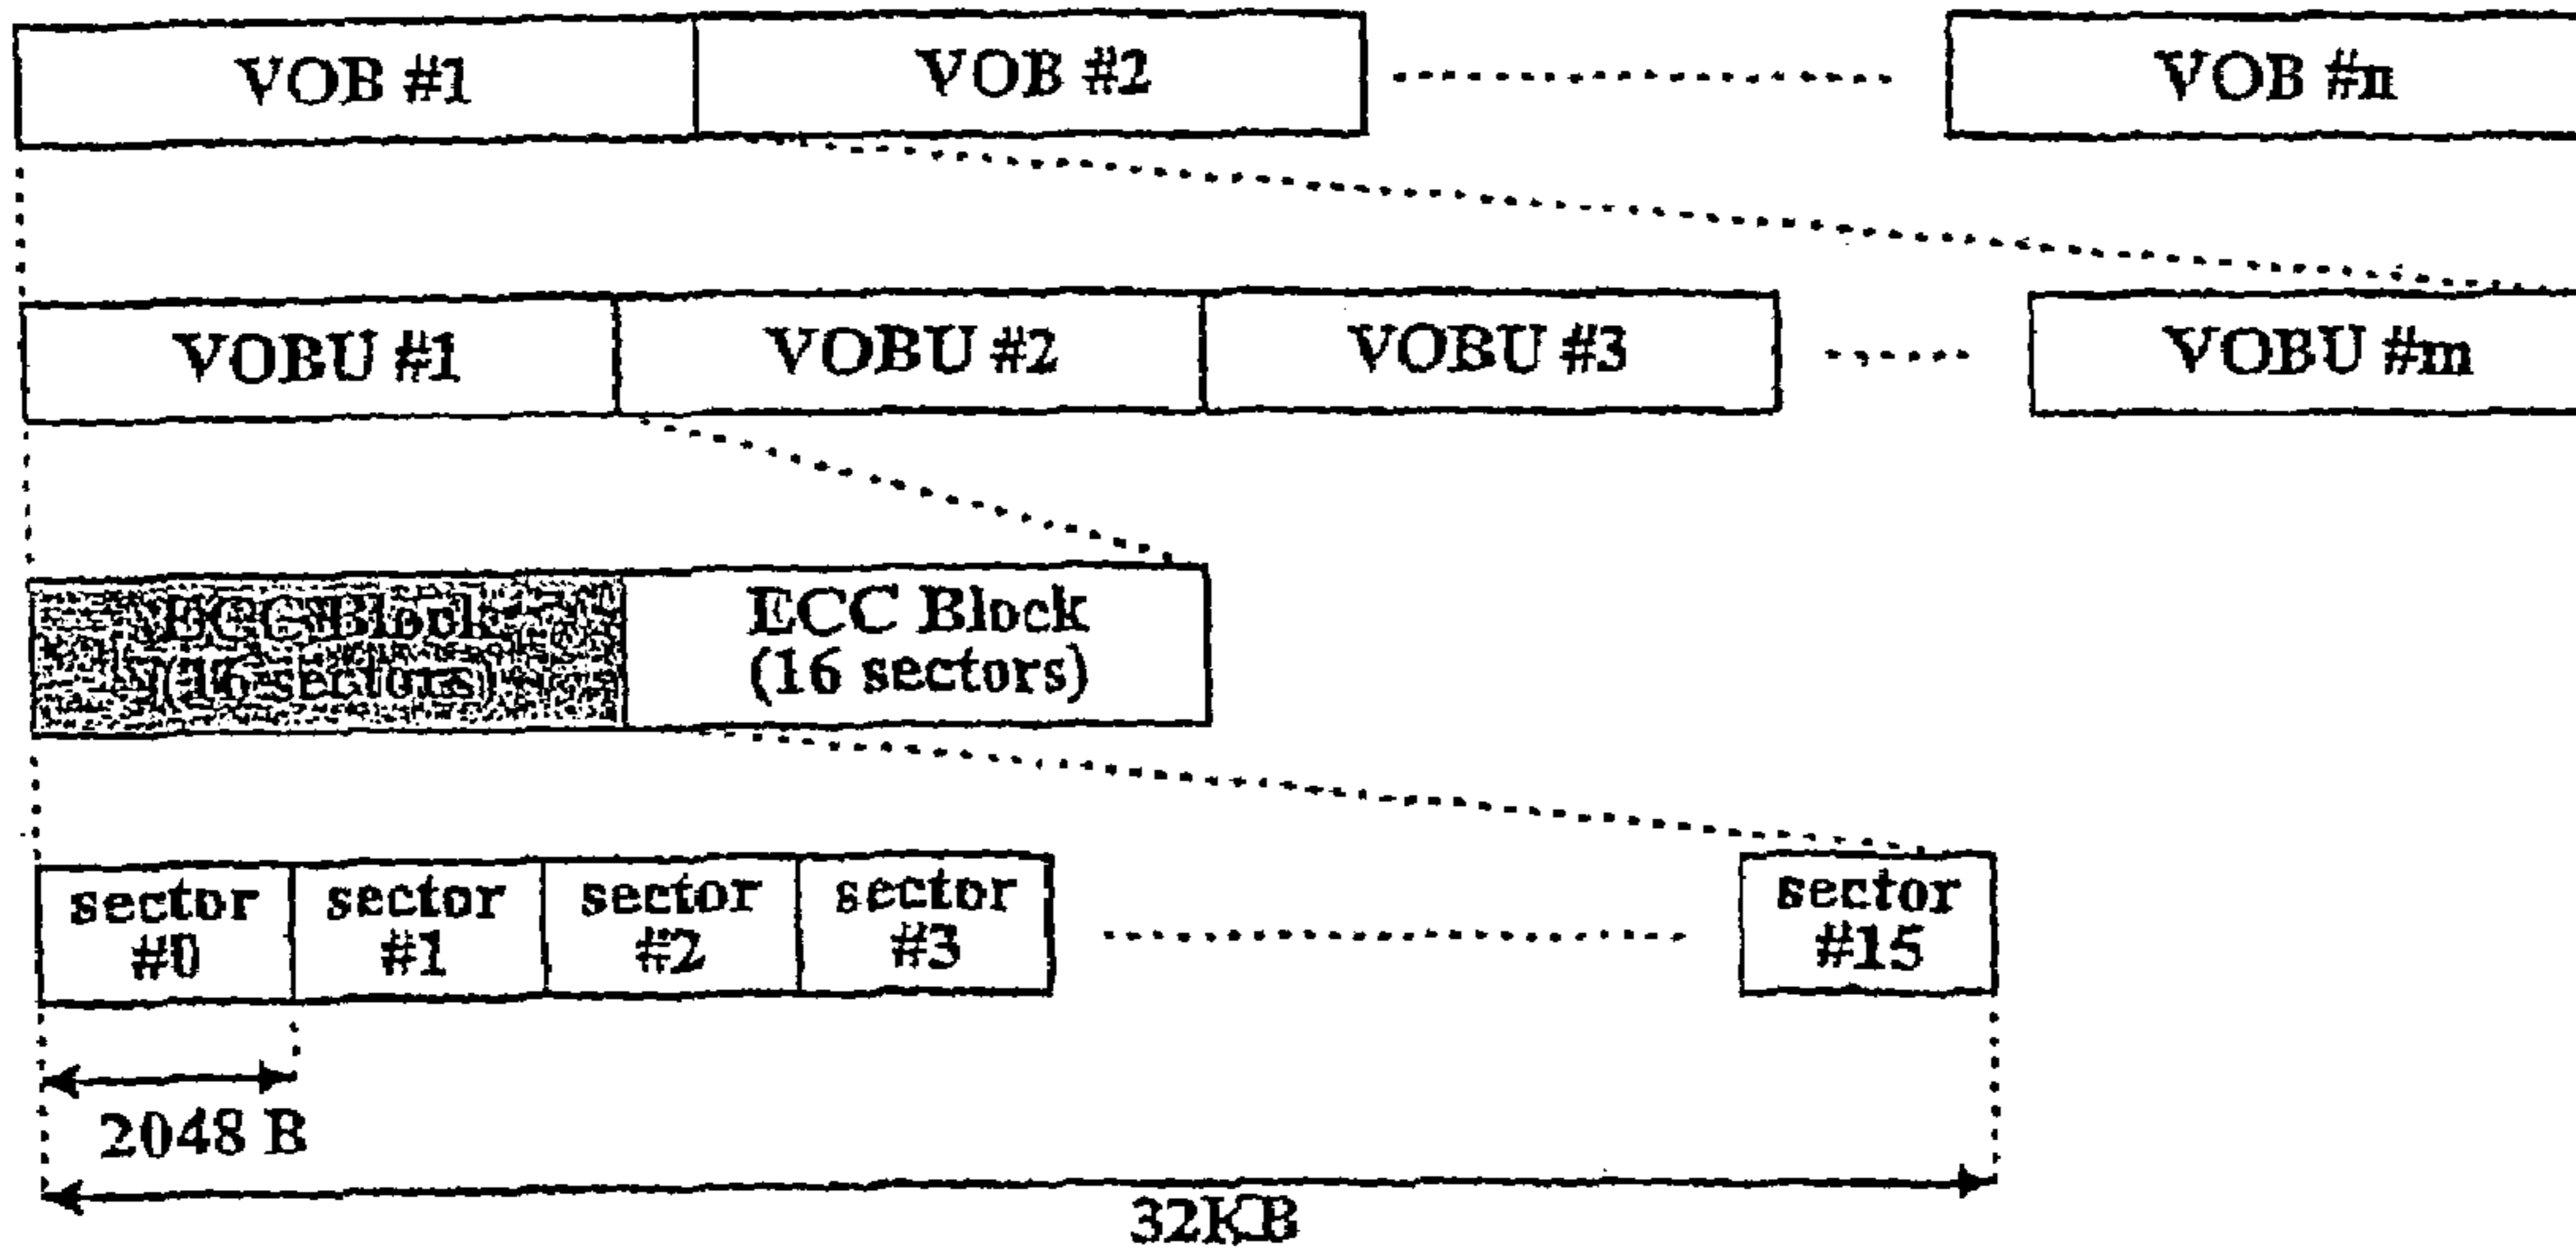 VOB #1 VOB #2 VOB #n
VOBU #1 VOBU #2 VOBU #3 VOBU #m
ECC Block
(16 sectors)
ECC Block
(16 sectors)
sector
#0
sector
#1
sector
#2
sector
#3
sector
#15
2048 B
32KB